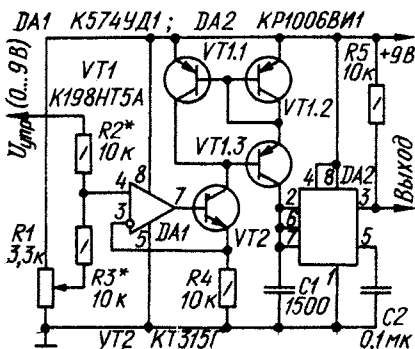 DA1 К574УД1; DA2 КР1006ВИ1
Uупр(0...9В)
VT1
К198НТ5А
VT1.1
VT1.2
VT1.3
R5
10к
+9В
R2*
10к
4
8
7
3
5
DA1
VT2
4
8
DA2
2
6
7
3
5
1
Выход
R1
3,3к
R3*
10к
R4
10к
C1
1500
C2
0,1мк
УТ2 КТ315Г